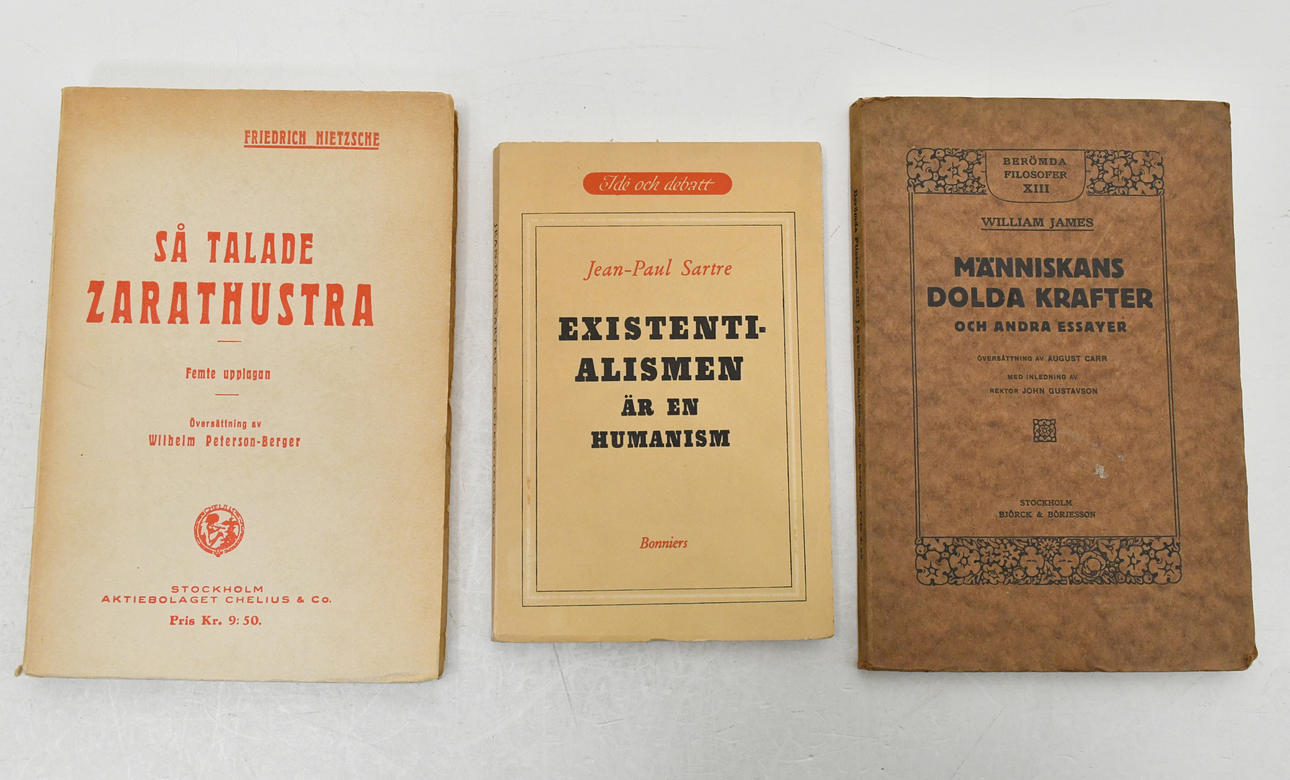 FRIEDRICH NIETZSCHE
SÅ TALADE
ZARATHUSTRA
Femte upplagan
Översättning av
Wilhelm Peterson-Berger
CHELIUS
STOCKHOLM
AKTIEBOLAGET CHELIUS & Co.
Pris Kr. 9:50.
Idé och debatt
Jean-Paul Sartre
EXISTENTI-
ALISMEN
ÄR EN
HUMANISM
Bonniers
BERÖMDA
FILOSOFER
XIII
WILLIAM JAMES
MÄNNISKANS
DOLDA KRAFTER
OCH ANDRA ESSAYER
ÖVERSÄTTNING AV AUGUST CARR
MED INLEDNING AV
REKTOR JOHN GUSTAVSON
STOCKHOLM
BJÖRCK & BÖRJESSON